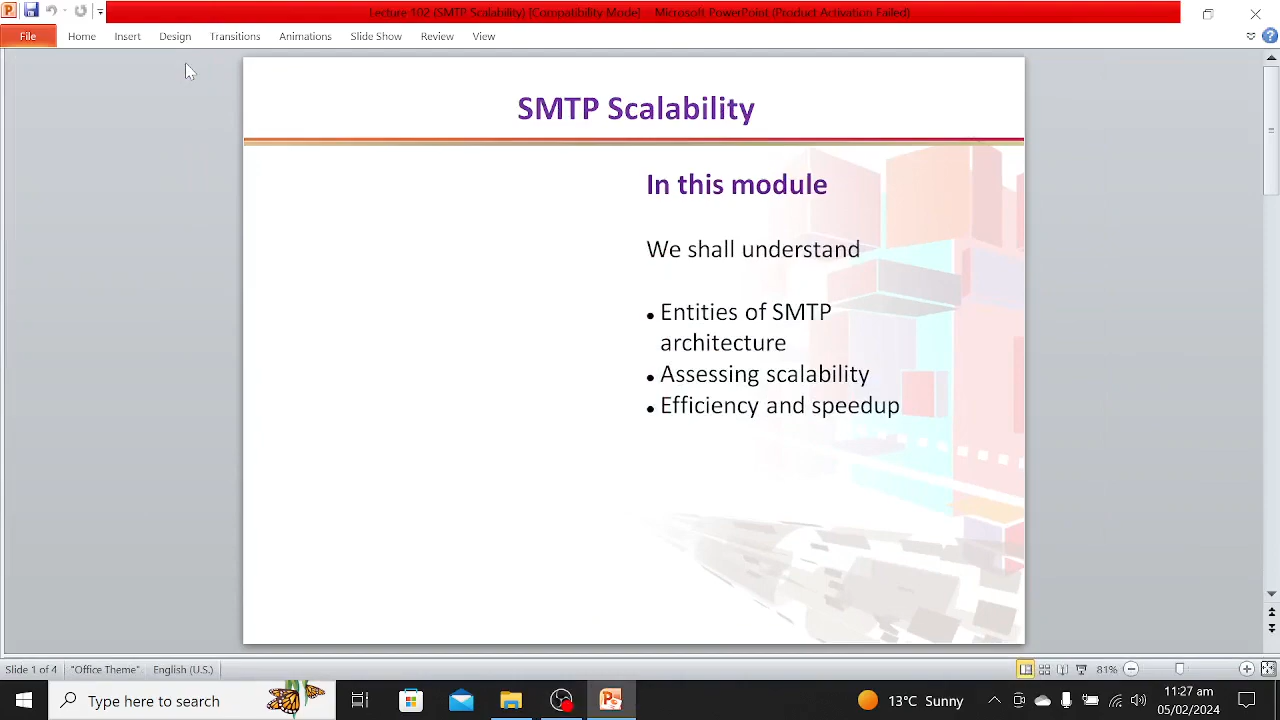 Lecture-102 (SMTP Scalability) [Compatibility Mode] - Microsoft PowerPoint (Product Activation Failed)
File Home Insert Design Transitions Animations Slide Show Review View
SMTP Scalability
In this module
We shall understand
• Entities of SMTP
architecture
• Assessing scalability
• Efficiency and speedup
Slide 1 of 4 "Office Theme" English (U.S.) 81%
Type here to search
13°C Sunny
11:27 am
05/02/2024